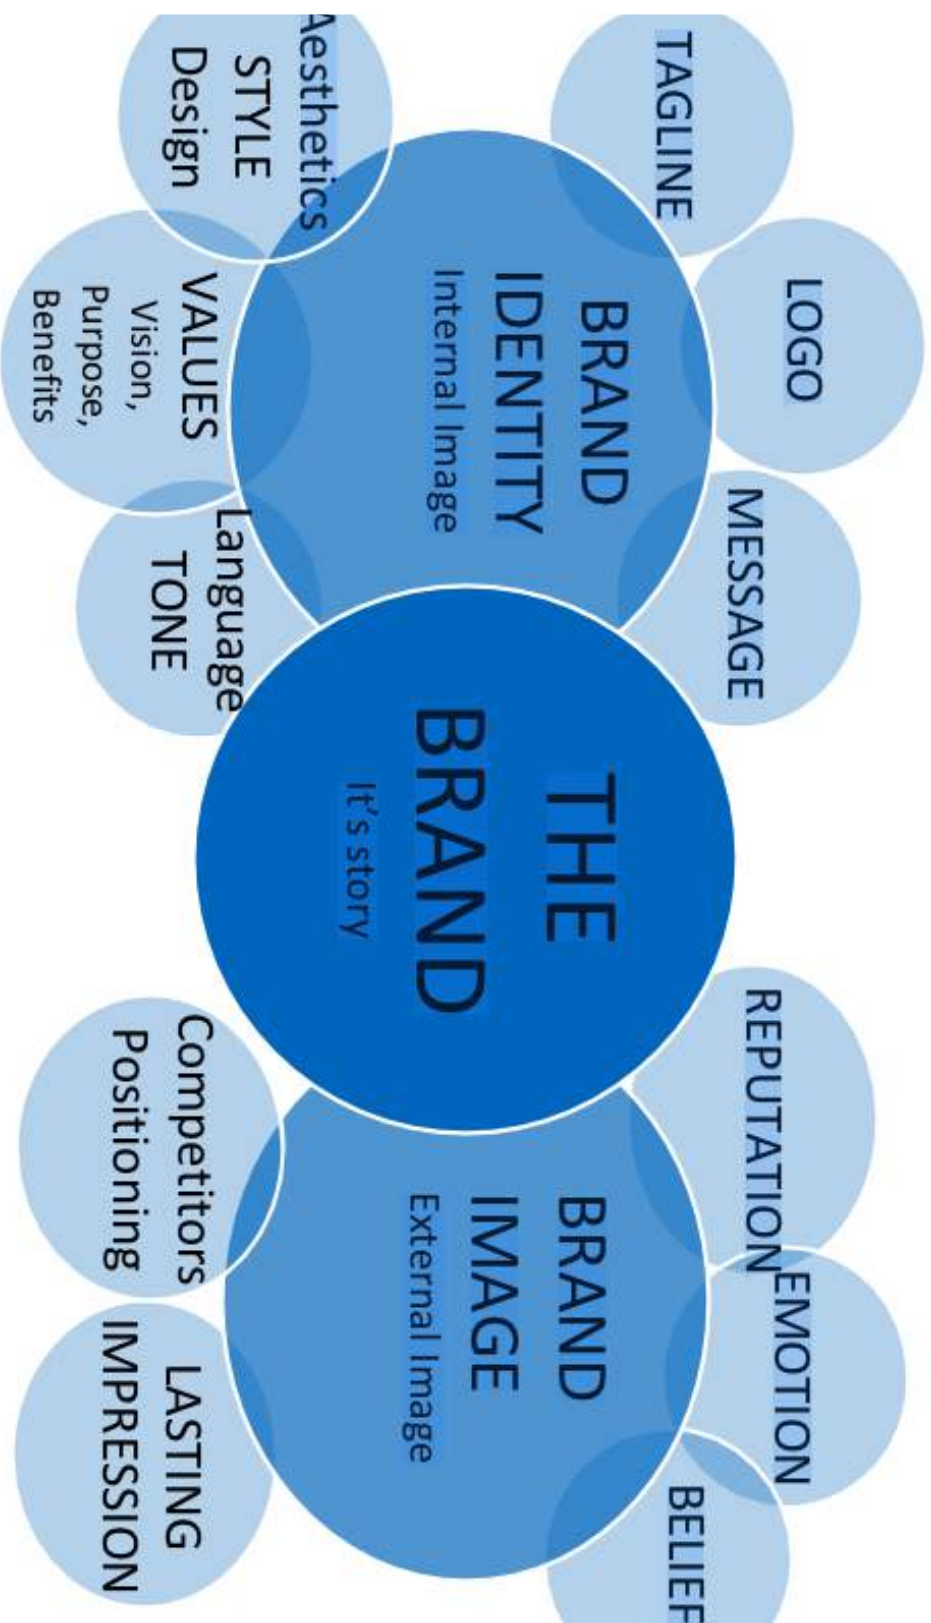 TAGLINE
LOGO
MESSAGE
Aesthetics
STYLE
Design
VALUES
Vision,
Purpose,
Benefits
Language
TONE
BRAND
IDENTITY
Internal Image
THE
BRAND
It's story
BRAND
IMAGE
External Image
REPUTATION
EMOTION
BELIEF
Competitors
Positioning
LASTING
IMPRESSION